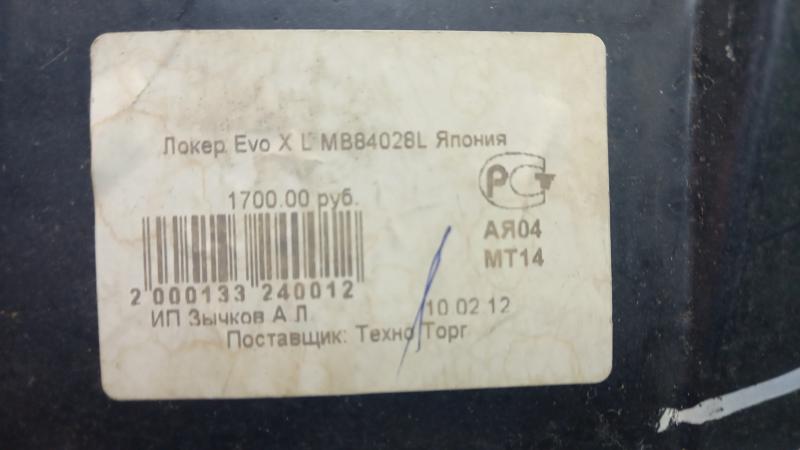 Локер Evo X L MB84028L Япония
1700.00 руб.
РСТ
АЯ04
МТ14
2 000133 240012
ИП Зычков А.Л.
10 02 12
Поставщик: Техно Торг